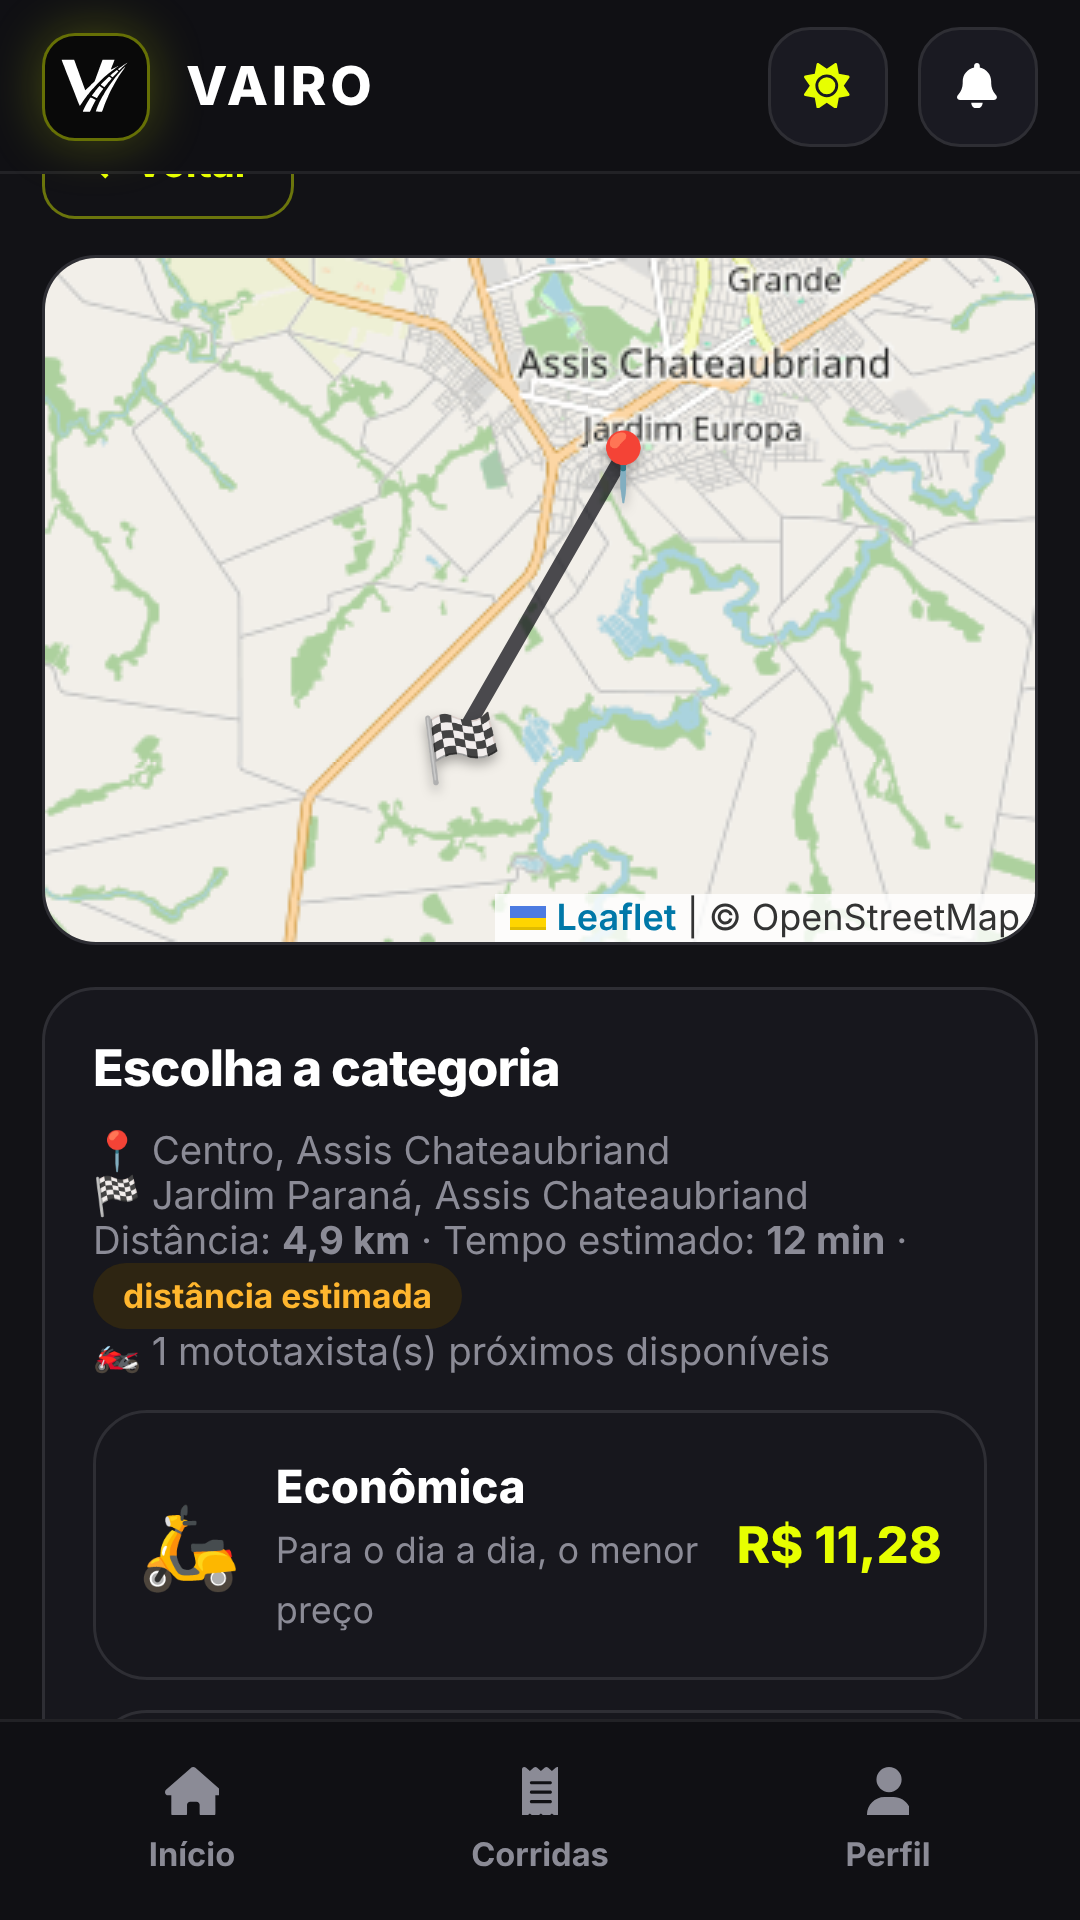 VAIRO
Voltar
Grande
Assis Chateaubriand
Jardim Europa
Leaflet | © OpenStreetMap
Escolha a categoria
Centro, Assis Chateaubriand
Jardim Paraná, Assis Chateaubriand
Distância: 4,9 km · Tempo estimado: 12 min ·
distância estimada
1 mototaxista(s) próximos disponíveis
Econômica
Para o dia a dia, o menor
preço
R$ 11,28
Início
Corridas
Perfil